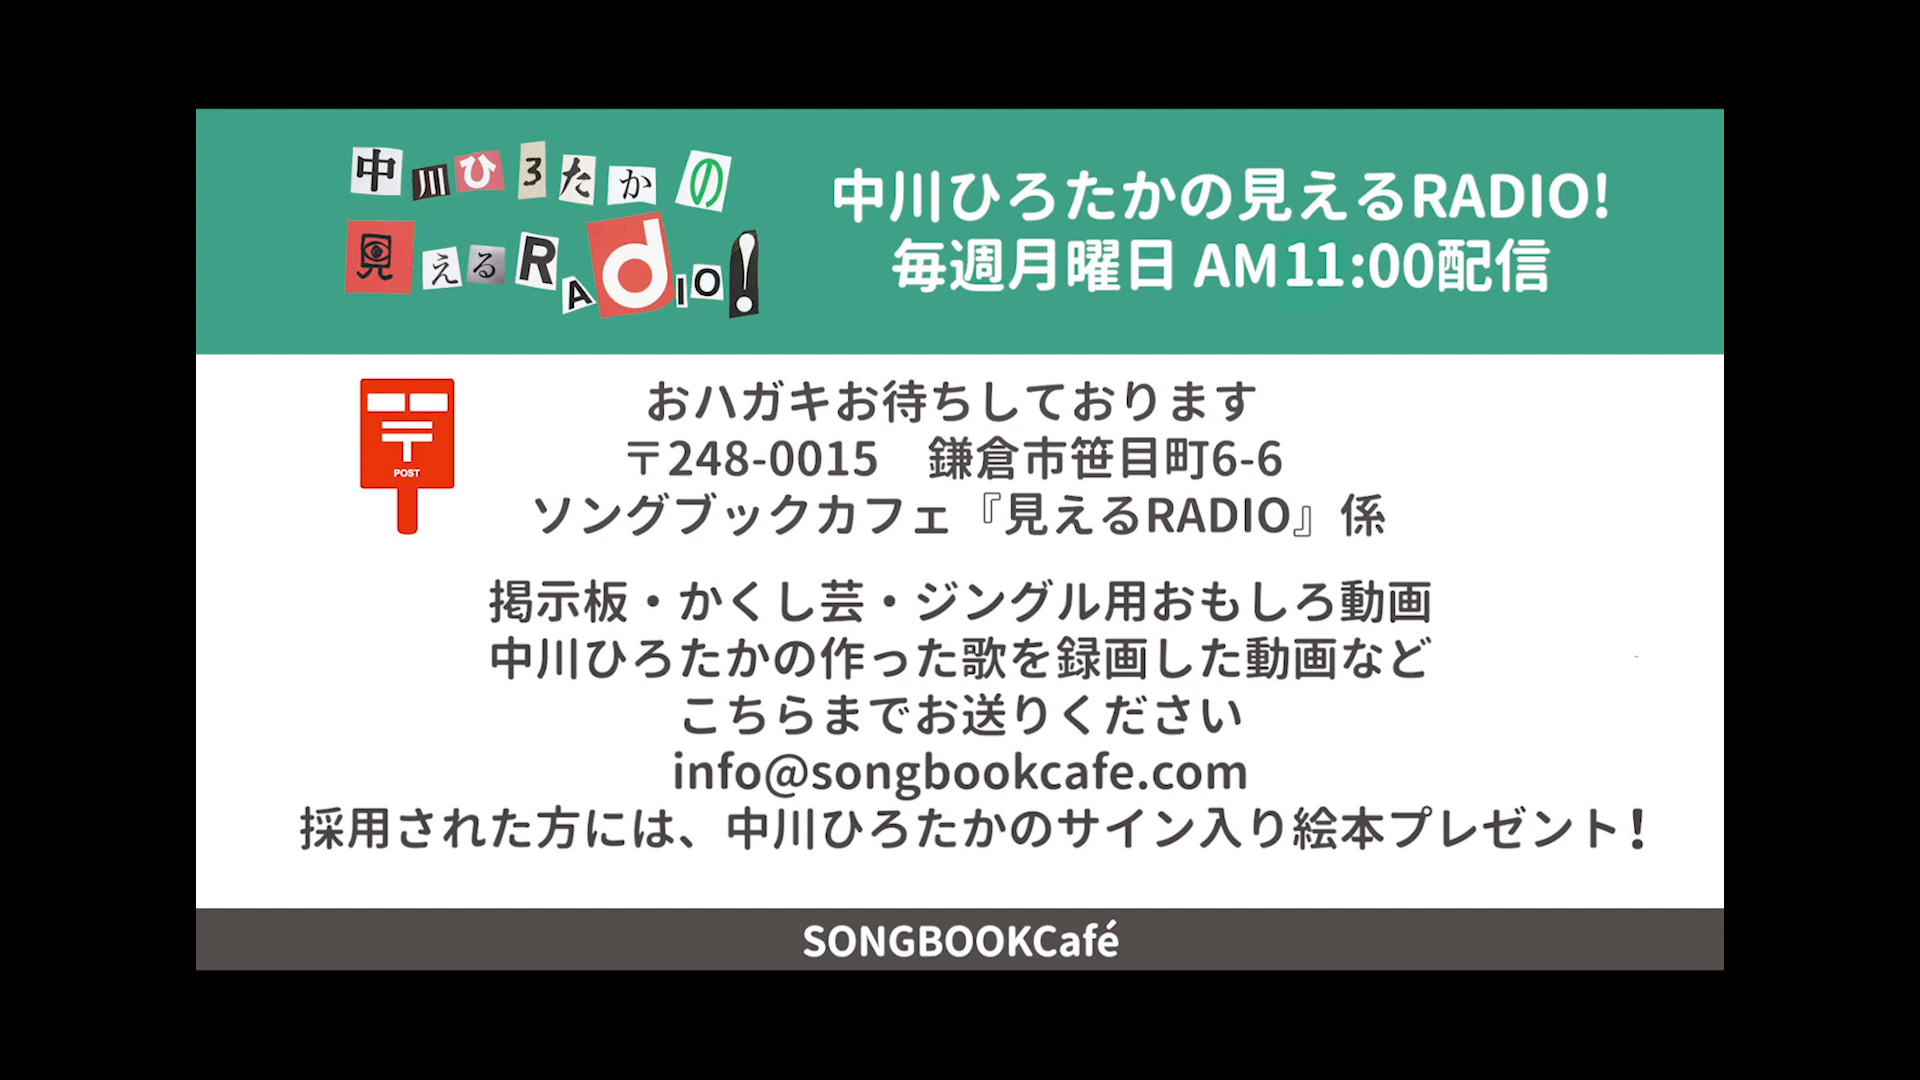 中川ひろたかの
見えるRADIO!
中川ひろたかの見えるRADIO!
毎週月曜日 AM11:00配信
POST
おハガキお待ちしております
〒248-0015　鎌倉市笹目町6-6
ソングブックカフェ『見えるRADIO』係
掲示板・かくし芸・ジングル用おもしろ動画
中川ひろたかの作った歌を録画した動画など
こちらまでお送りください
info@songbookcafe.com
採用された方には、中川ひろたかのサイン入り絵本プレゼント！
SONGBOOKCafé